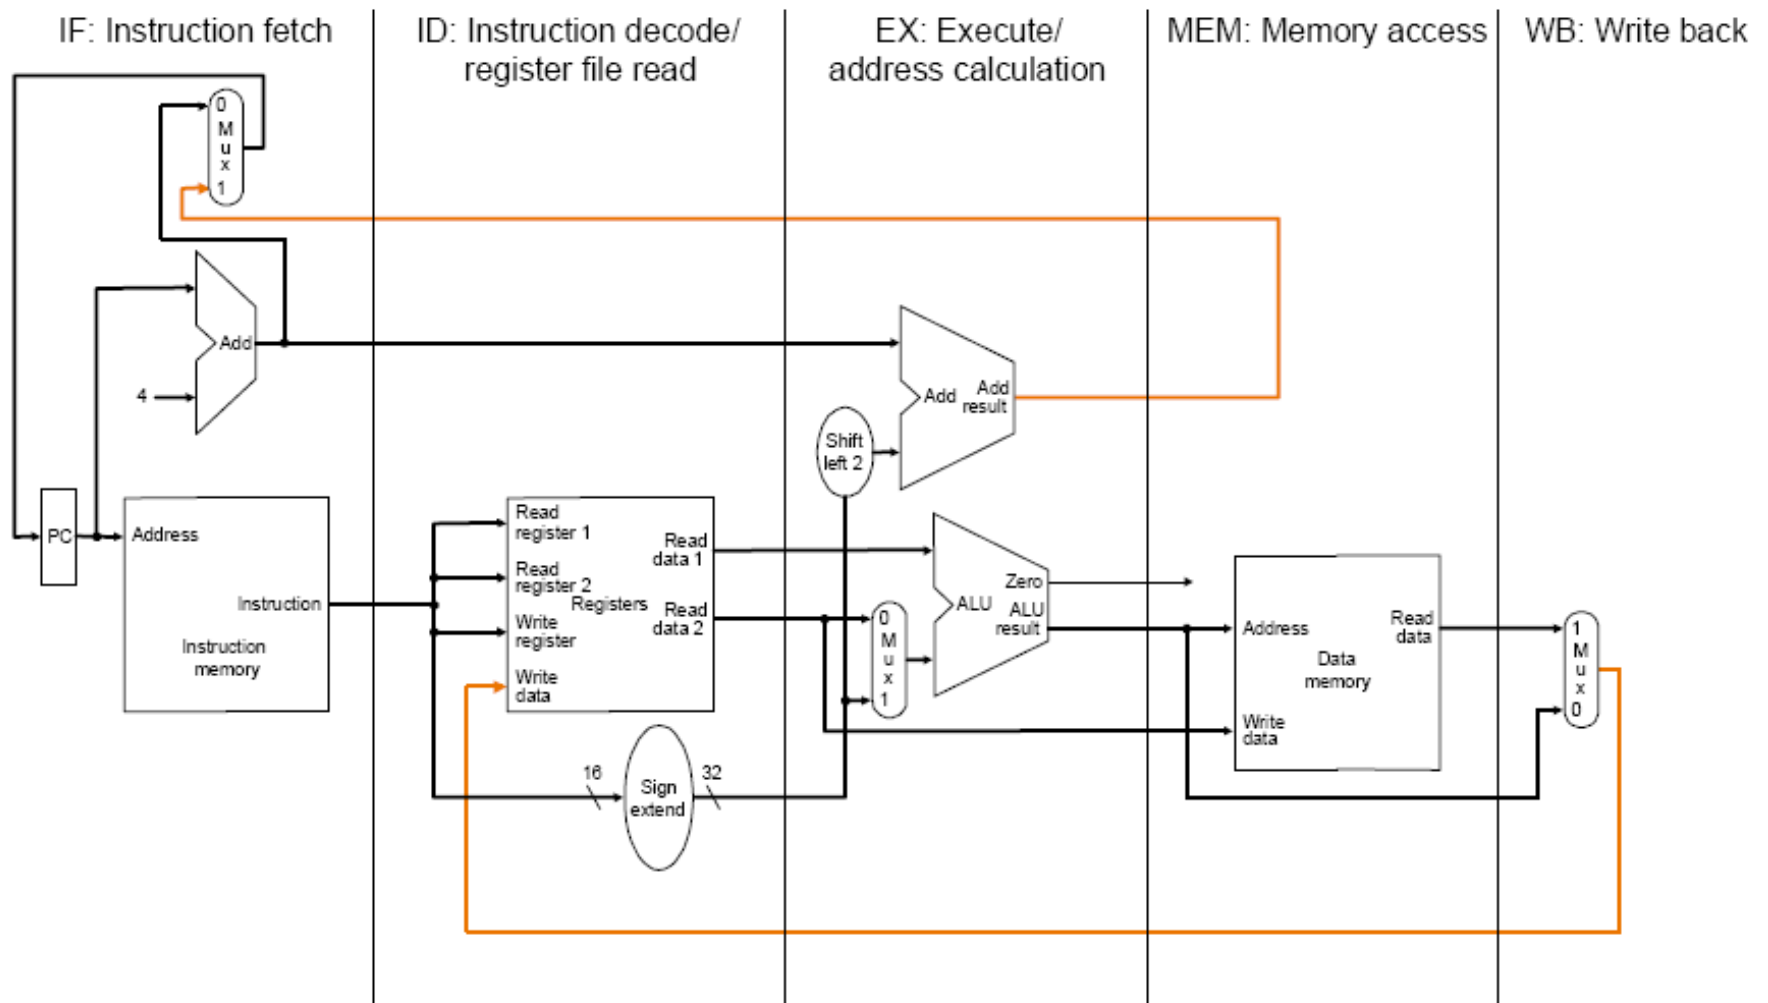 IF: Instruction fetch
ID: Instruction decode/
register file read
EX: Execute/
address calculation
MEM: Memory access
WB: Write back
0
M
u
x
1
Add
4
PC
Address
Instruction
Instruction
memory
Read
register 1
Read
register 2
Write
register
Write
data
Registers
Read
data 1
Read
data 2
16
Sign
extend
32
Shift
left 2
Add
Add
result
0
M
u
x
1
ALU
Zero
ALU
result
Address
Write
data
Data
memory
Read
data
1
M
u
x
0